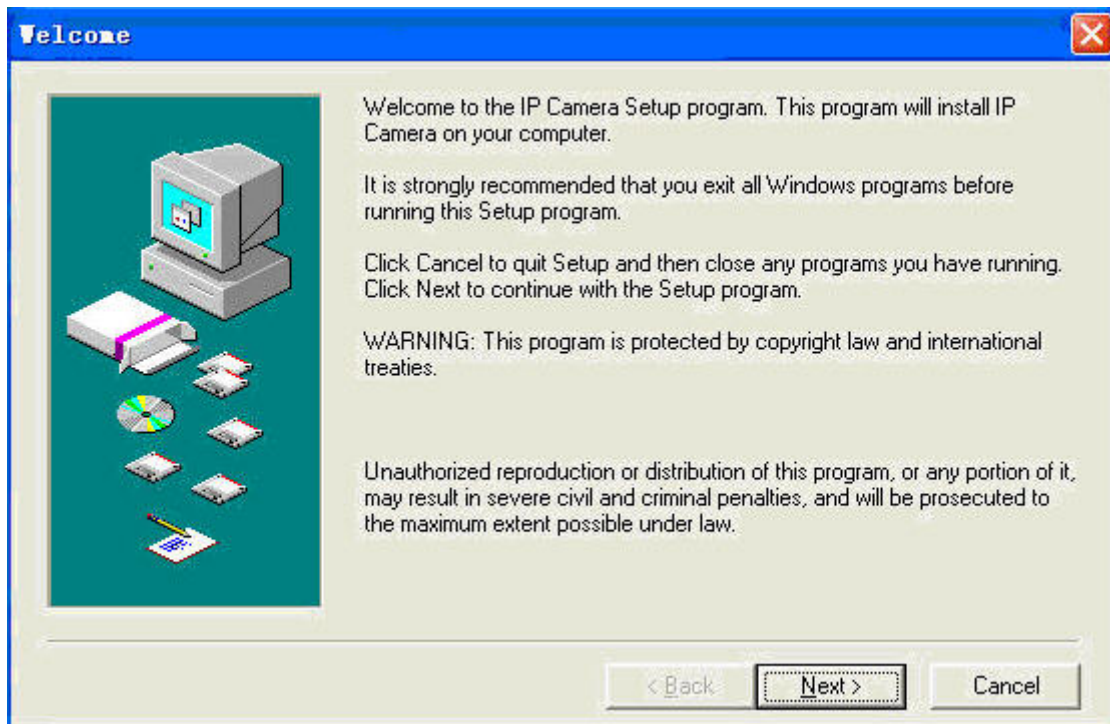 Welcome
Welcome to the IP Camera Setup program. This program will install IP
Camera on your computer.
It is strongly recommended that you exit all Windows programs before
running this Setup program.
Click Cancel to quit Setup and then close any programs you have running.
Click Next to continue with the Setup program.
WARNING: This program is protected by copyright law and international
treaties.
Unauthorized reproduction or distribution of this program, or any portion of it,
may result in severe civil and criminal penalties, and will be prosecuted to
the maximum extent possible under law.
< Back
Next >
Cancel